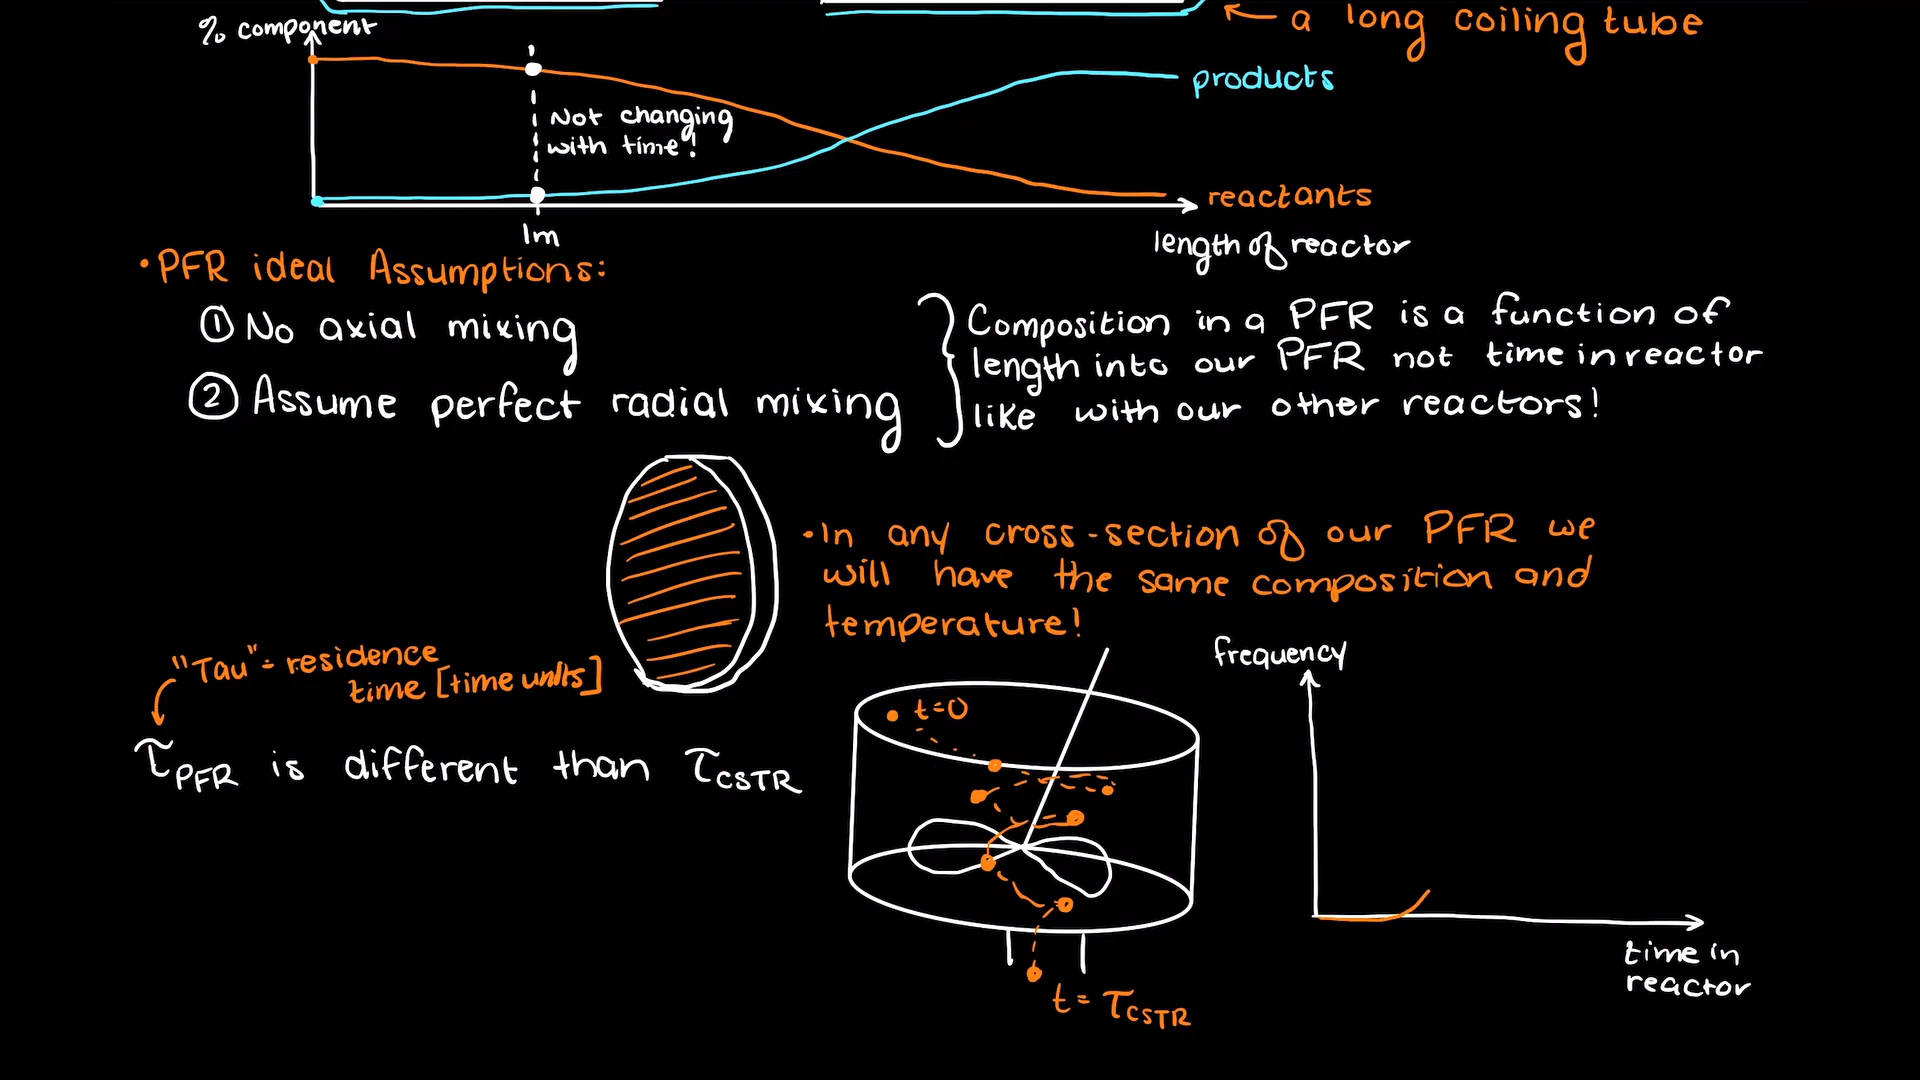 % component
a long coiling tube
products
Not changing
with time!
reactants
1m
length of reactor
• PFR ideal Assumptions:
① No axial mixing
② Assume perfect radial mixing
Composition in a PFR is a function of
length into our PFR not time in reactor
like with our other reactors!
• In any cross-section of our PFR we
will have the same composition and
temperature!
"Tau" = residence
time [time units]
τPFR is different than τCSTR
t=0
t = τCSTR
frequency
time in
reactor